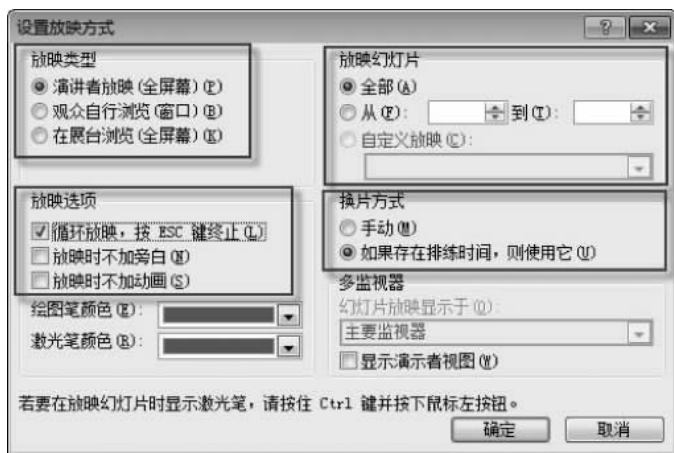 设置放映方式
放映类型
演讲者放映(全屏幕)(P)
观众自行浏览(窗口)(B)
在展台浏览(全屏幕)(K)
放映选项
循环放映，按 ESC 键终止(L)
放映时不加旁白(N)
放映时不加动画(S)
绘图笔颜色(E):
激光笔颜色(R):
放映幻灯片
全部(A)
从(F): 到(T):
自定义放映(C):
换片方式
手动(M)
如果存在排练时间，则使用它(U)
多监视器
幻灯片放映显示于(O):
主要监视器
显示演示者视图(W)
若要在放映幻灯片时显示激光笔，请按住 Ctrl 键并按下鼠标左按钮。
确定 取消